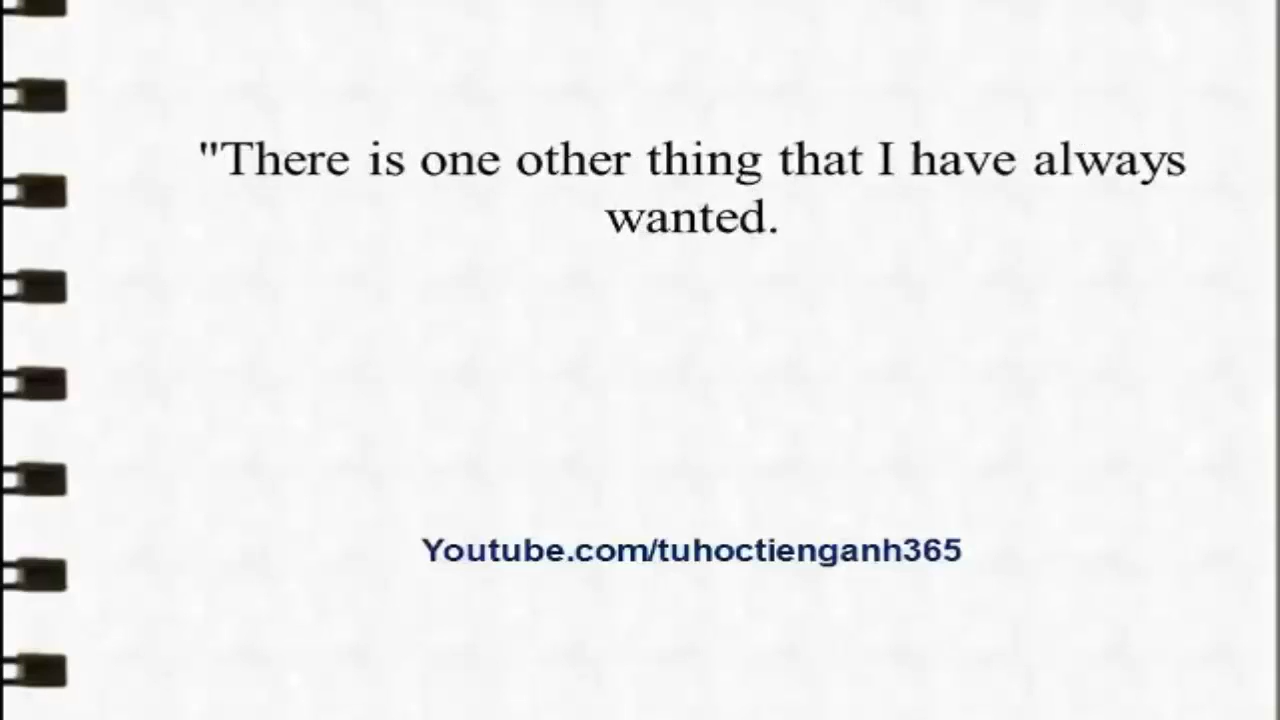 "There is one other thing that I have always
wanted.
Youtube.com/tuhoctienganh365